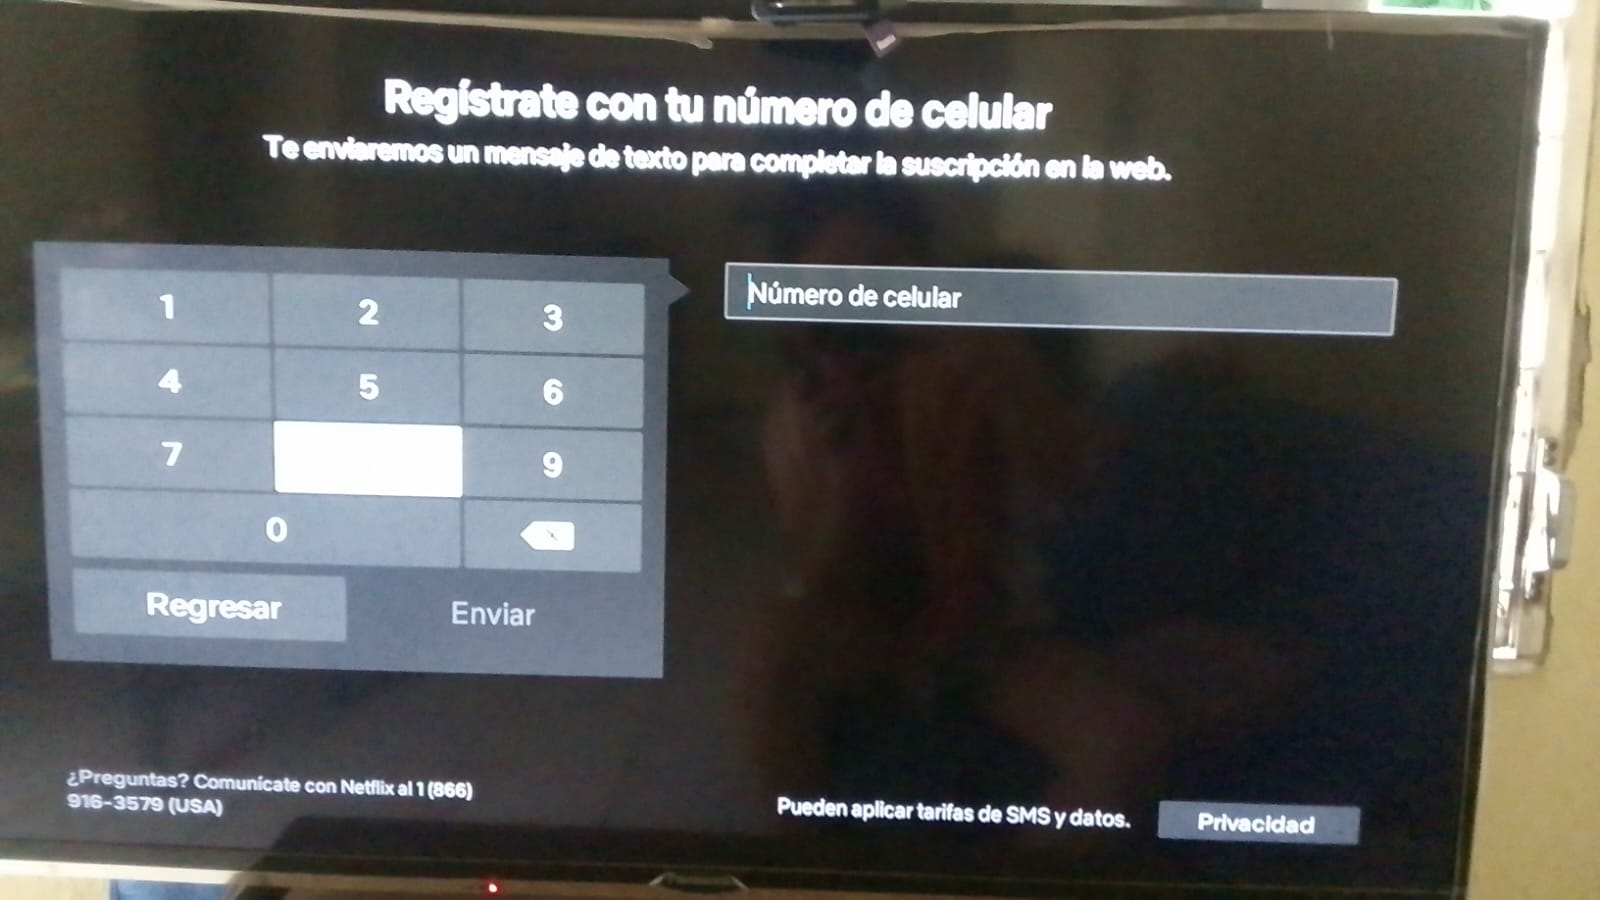 Regístrate con tu número de celular
Te enviaremos un mensaje de texto para completar la suscripción en la web.
Número de celular
1 2 3
4 5 6
7 9
0
Regresar Enviar
¿Preguntas? Comunícate con Netflix al 1 (866)
916-3579 (USA)
Pueden aplicar tarifas de SMS y datos.
Privacidad